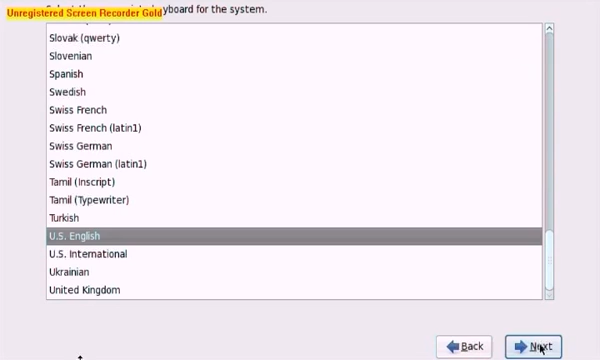 Unregistered Screen Recorder Gold
yboard for the system.
Slovak (qwerty)
Slovenian
Spanish
Swedish
Swiss French
Swiss French (latin1)
Swiss German
Swiss German (latin1)
Tamil (Inscript)
Tamil (Typewriter)
Turkish
U.S. English
U.S. International
Ukrainian
United Kingdom
Back
Next